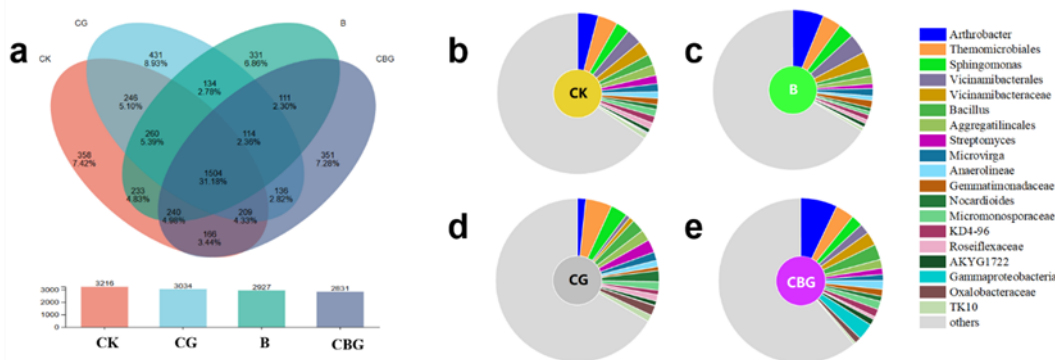 a
CG
B
CK
CBG
431
8.93%
331
6.86%
246
5.10%
134
2.78%
111
2.30%
260
5.39%
114
2.36%
358
7.42%
1504
31.18%
351
7.28%
233
4.83%
136
2.82%
240
4.98%
209
4.33%
166
3.44%
3000
2000
1000
0
3216
3034
2927
2831
CK
CG
B
CBG
b
CK
c
B
d
CG
e
CBG
Arthrobacter
Themomicrobiales
Sphingomonas
Vicinamibacterales
Vicinamibacteraceae
Bacillus
Aggregatilincales
Streptomyces
Microvirga
Anaerolineae
Gemmatimonadaceae
Nocardioides
Micromonosporaceae
KD4-96
Roseiflexaceae
AKYG1722
Gammaproteobacteria
Oxalobacteraceae
TK10
others